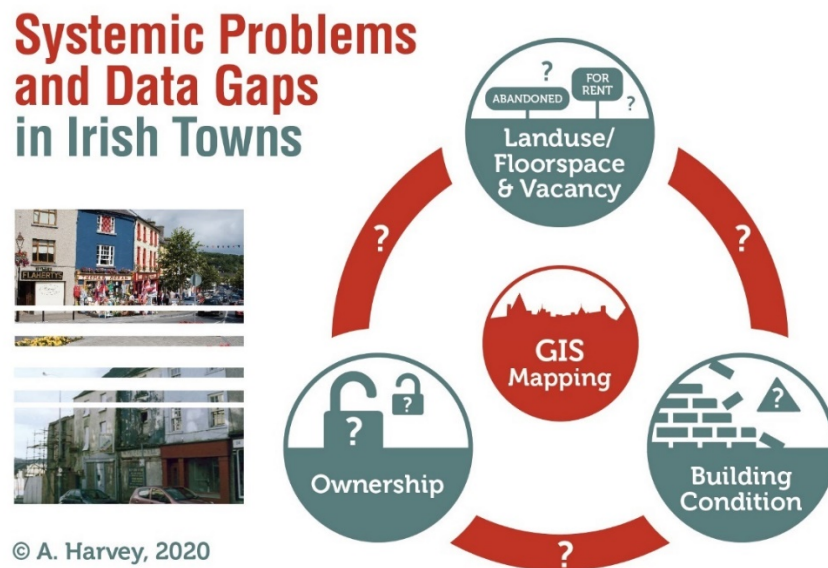 Systemic Problems
and Data Gaps
in Irish Towns
?
ABANDONED
FOR
RENT
?
Landuse/
Floorspace
& Vacancy
?
?
FLAHERTYS
GIS
Mapping
?
?
Ownership
?
Building
Condition
?
© A. Harvey, 2020